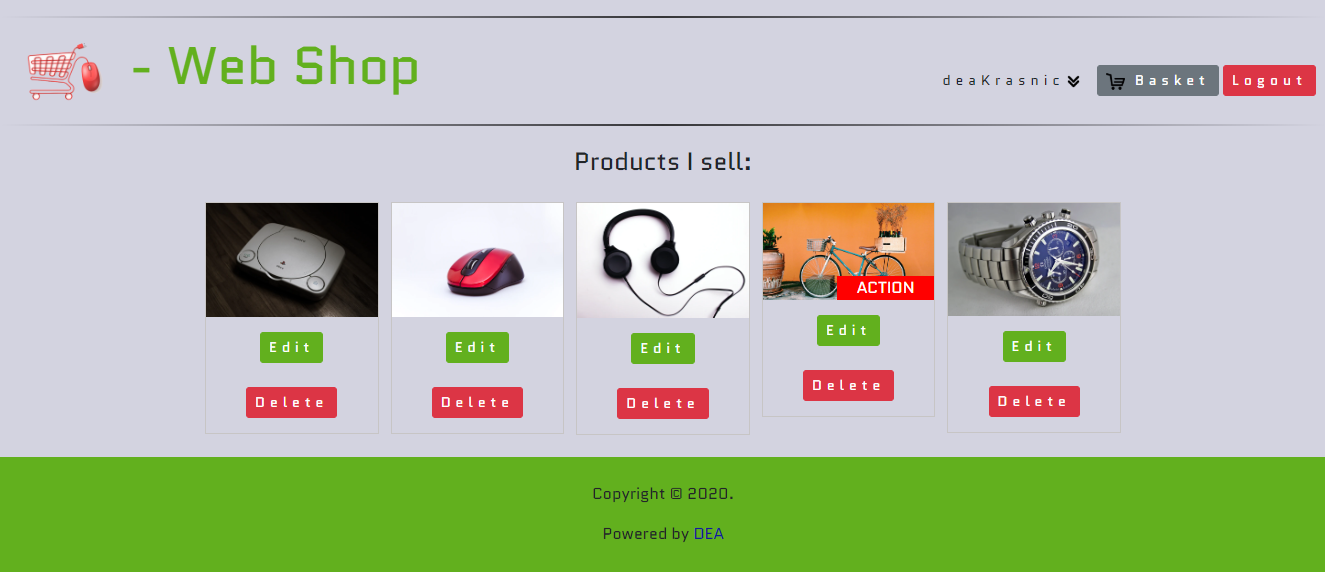 - Web Shop
deaKrasnic
Basket
Logout
Products I sell:
ACTION
Edit
Edit
Edit
Edit
Edit
Delete
Delete
Delete
Delete
Delete
Copyright © 2020.
Powered by DEA